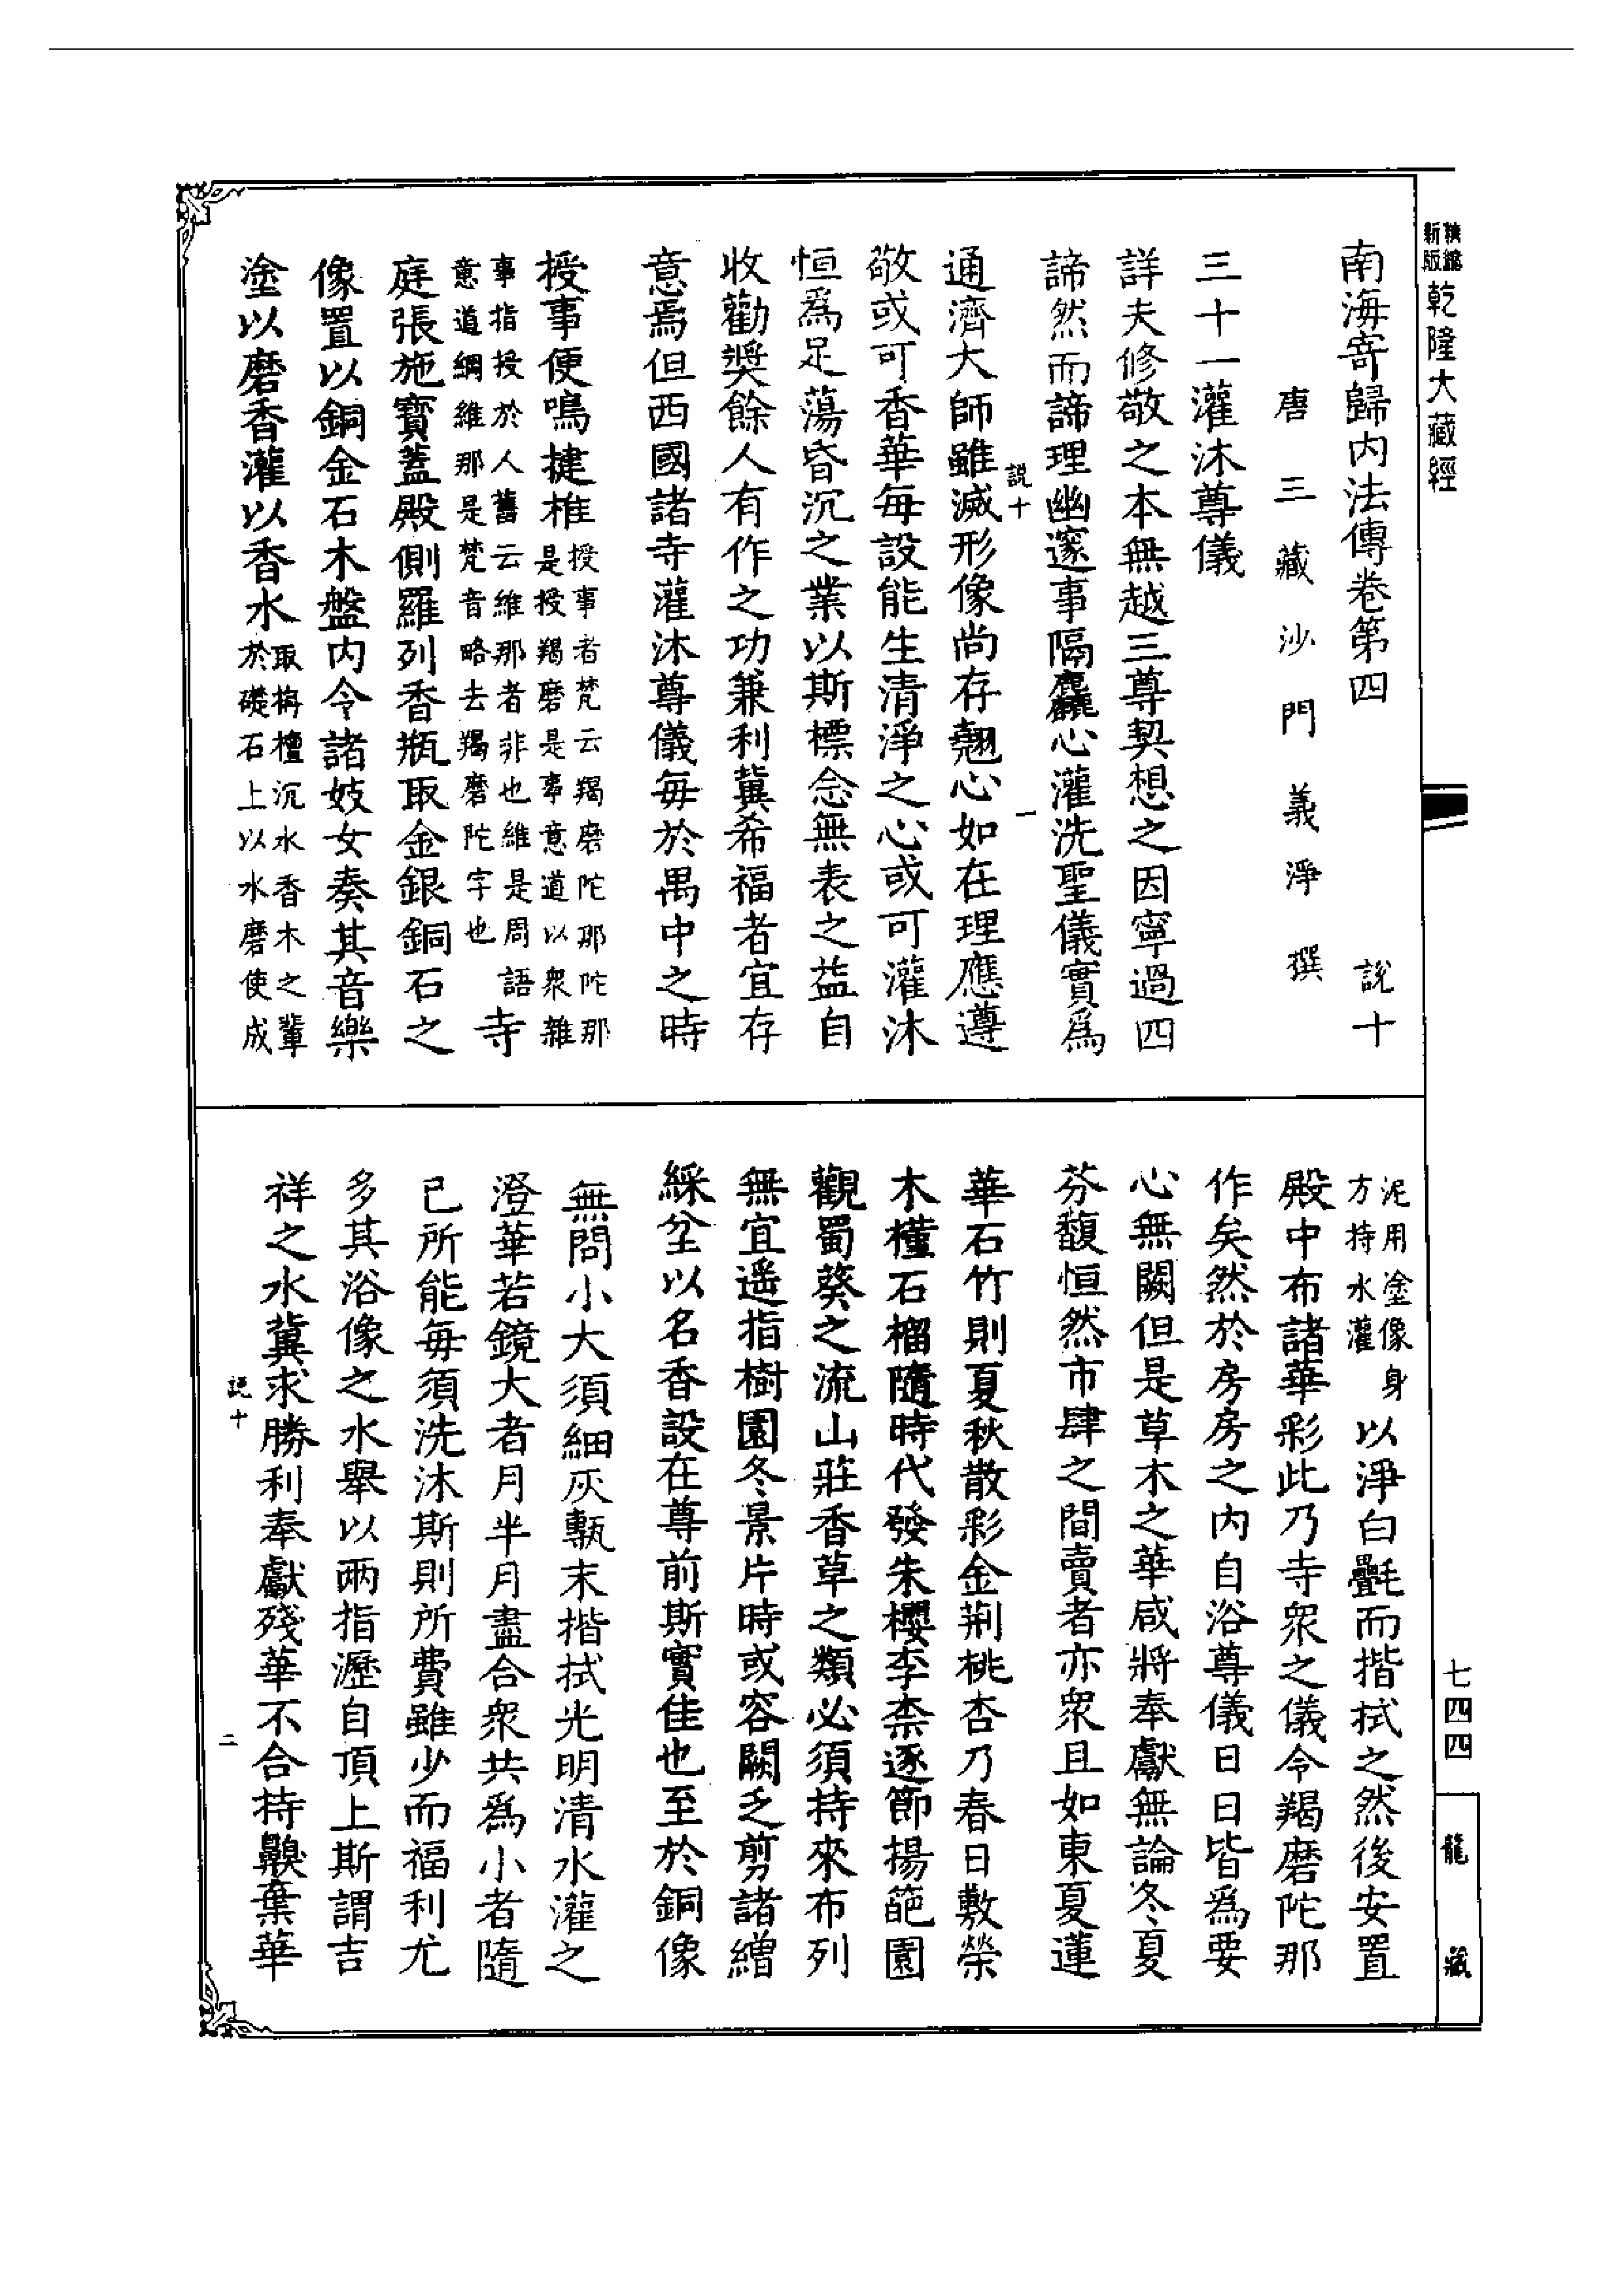 精鏤
新版
乾隆大藏經
南海寄歸內法傳卷第四　說十
唐三藏沙門義淨撰
三十一灌沐尊儀
詳夫修敬之本無越三尊契想之因寧過四
諦然而諦理幽邃事隔麤心灌洗聖儀實爲
說十　一
通濟大師雖滅形像尚存翹心如在理應遵
敬或可香華每設能生清淨之心或可灌沐
恒爲足蕩昏沉之業以斯標念無表之益自
收勸奬餘人有作之功兼利冀希福者宜存
意焉但西國諸寺灌沐尊儀每於禺中之時
授事便鳴揵椎授事者梵云羯磨陀那陀那
是授羯磨是事意道以衆雜
事指授於人舊云維那者非也維是周語
意道綱維那是梵音略去羯磨陀字也寺
庭張施寶蓋殿側羅列香瓶取金銀銅石之
像置以銅金石木盤内令諸妓女奏其音樂
塗以磨香灌以香水取栴檀沉水香木之輩
於礎石上以水磨使成
泥用塗像身
方持水灌以淨白氎而揩拭之然後安置
殿中布諸華彩此乃寺衆之儀令羯磨陀那
作矣然於房房之内自浴尊儀日日皆爲要
心無闕但是草木之華咸將奉獻無論冬夏
芬馥恒然市肆之間賣者亦衆且如東夏蓮
華石竹則夏秋散彩金荊桃杏乃春日敷榮
木槿石榴隨時代發朱櫻李柰逐節揚葩園
觀蜀葵之流山莊香草之類必須持來布列
無宜遥指樹園冬景片時或容闕乏剪諸繒
綵坌以名香設在尊前斯實佳也至於銅像
無問小大須細灰甎末揩拭光明清水灌之
澄華若鏡大者月半月盡合衆共爲小者隨
己所能每須洗沐斯則所費雖少而福利尤
多其浴像之水舉以兩指瀝自頂上斯謂吉
祥之水冀求勝利奉獻殘華不合持齅棄華
說十　二
七四四
龍藏